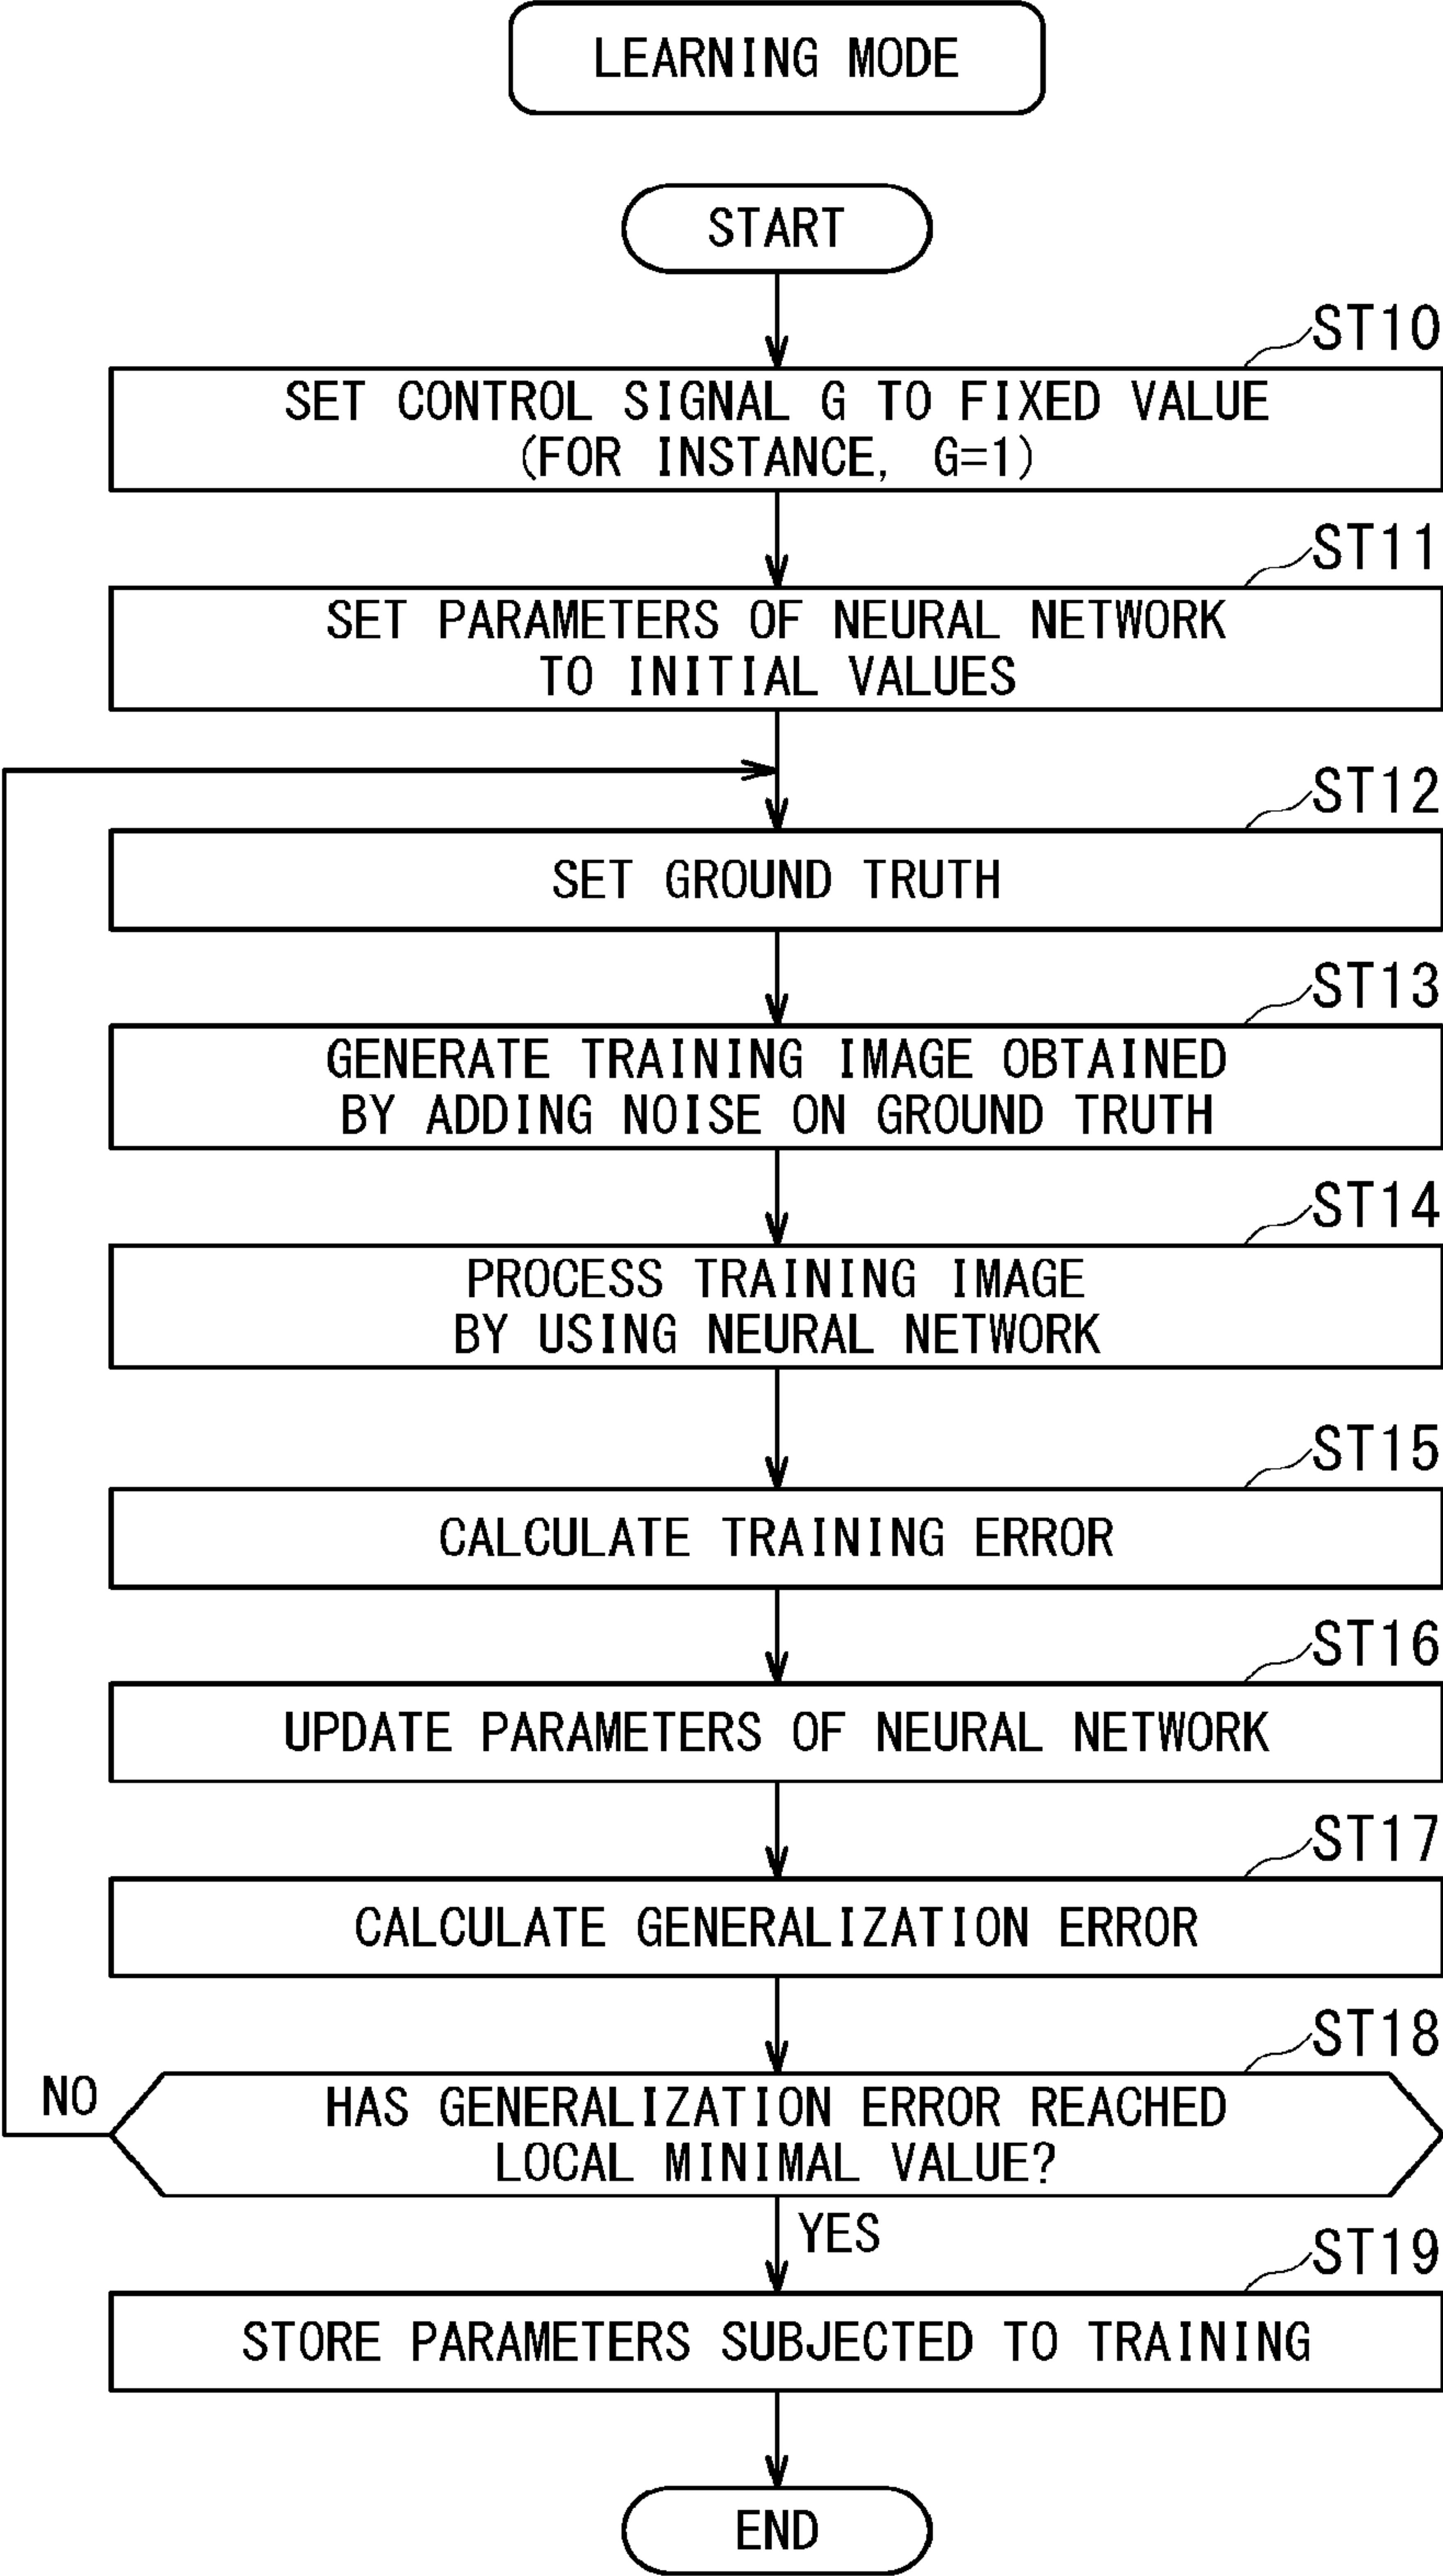 LEARNING MODE
START
ST10
SET CONTROL SIGNAL G TO FIXED VALUE
(FOR INSTANCE, G=1)
ST11
SET PARAMETERS OF NEURAL NETWORK
TO INITIAL VALUES
ST12
SET GROUND TRUTH
ST13
GENERATE TRAINING IMAGE OBTAINED
BY ADDING NOISE ON GROUND TRUTH
ST14
PROCESS TRAINING IMAGE
BY USING NEURAL NETWORK
ST15
CALCULATE TRAINING ERROR
ST16
UPDATE PARAMETERS OF NEURAL NETWORK
ST17
CALCULATE GENERALIZATION ERROR
ST18
NO
HAS GENERALIZATION ERROR REACHED
LOCAL MINIMAL VALUE?
YES
ST19
STORE PARAMETERS SUBJECTED TO TRAINING
END